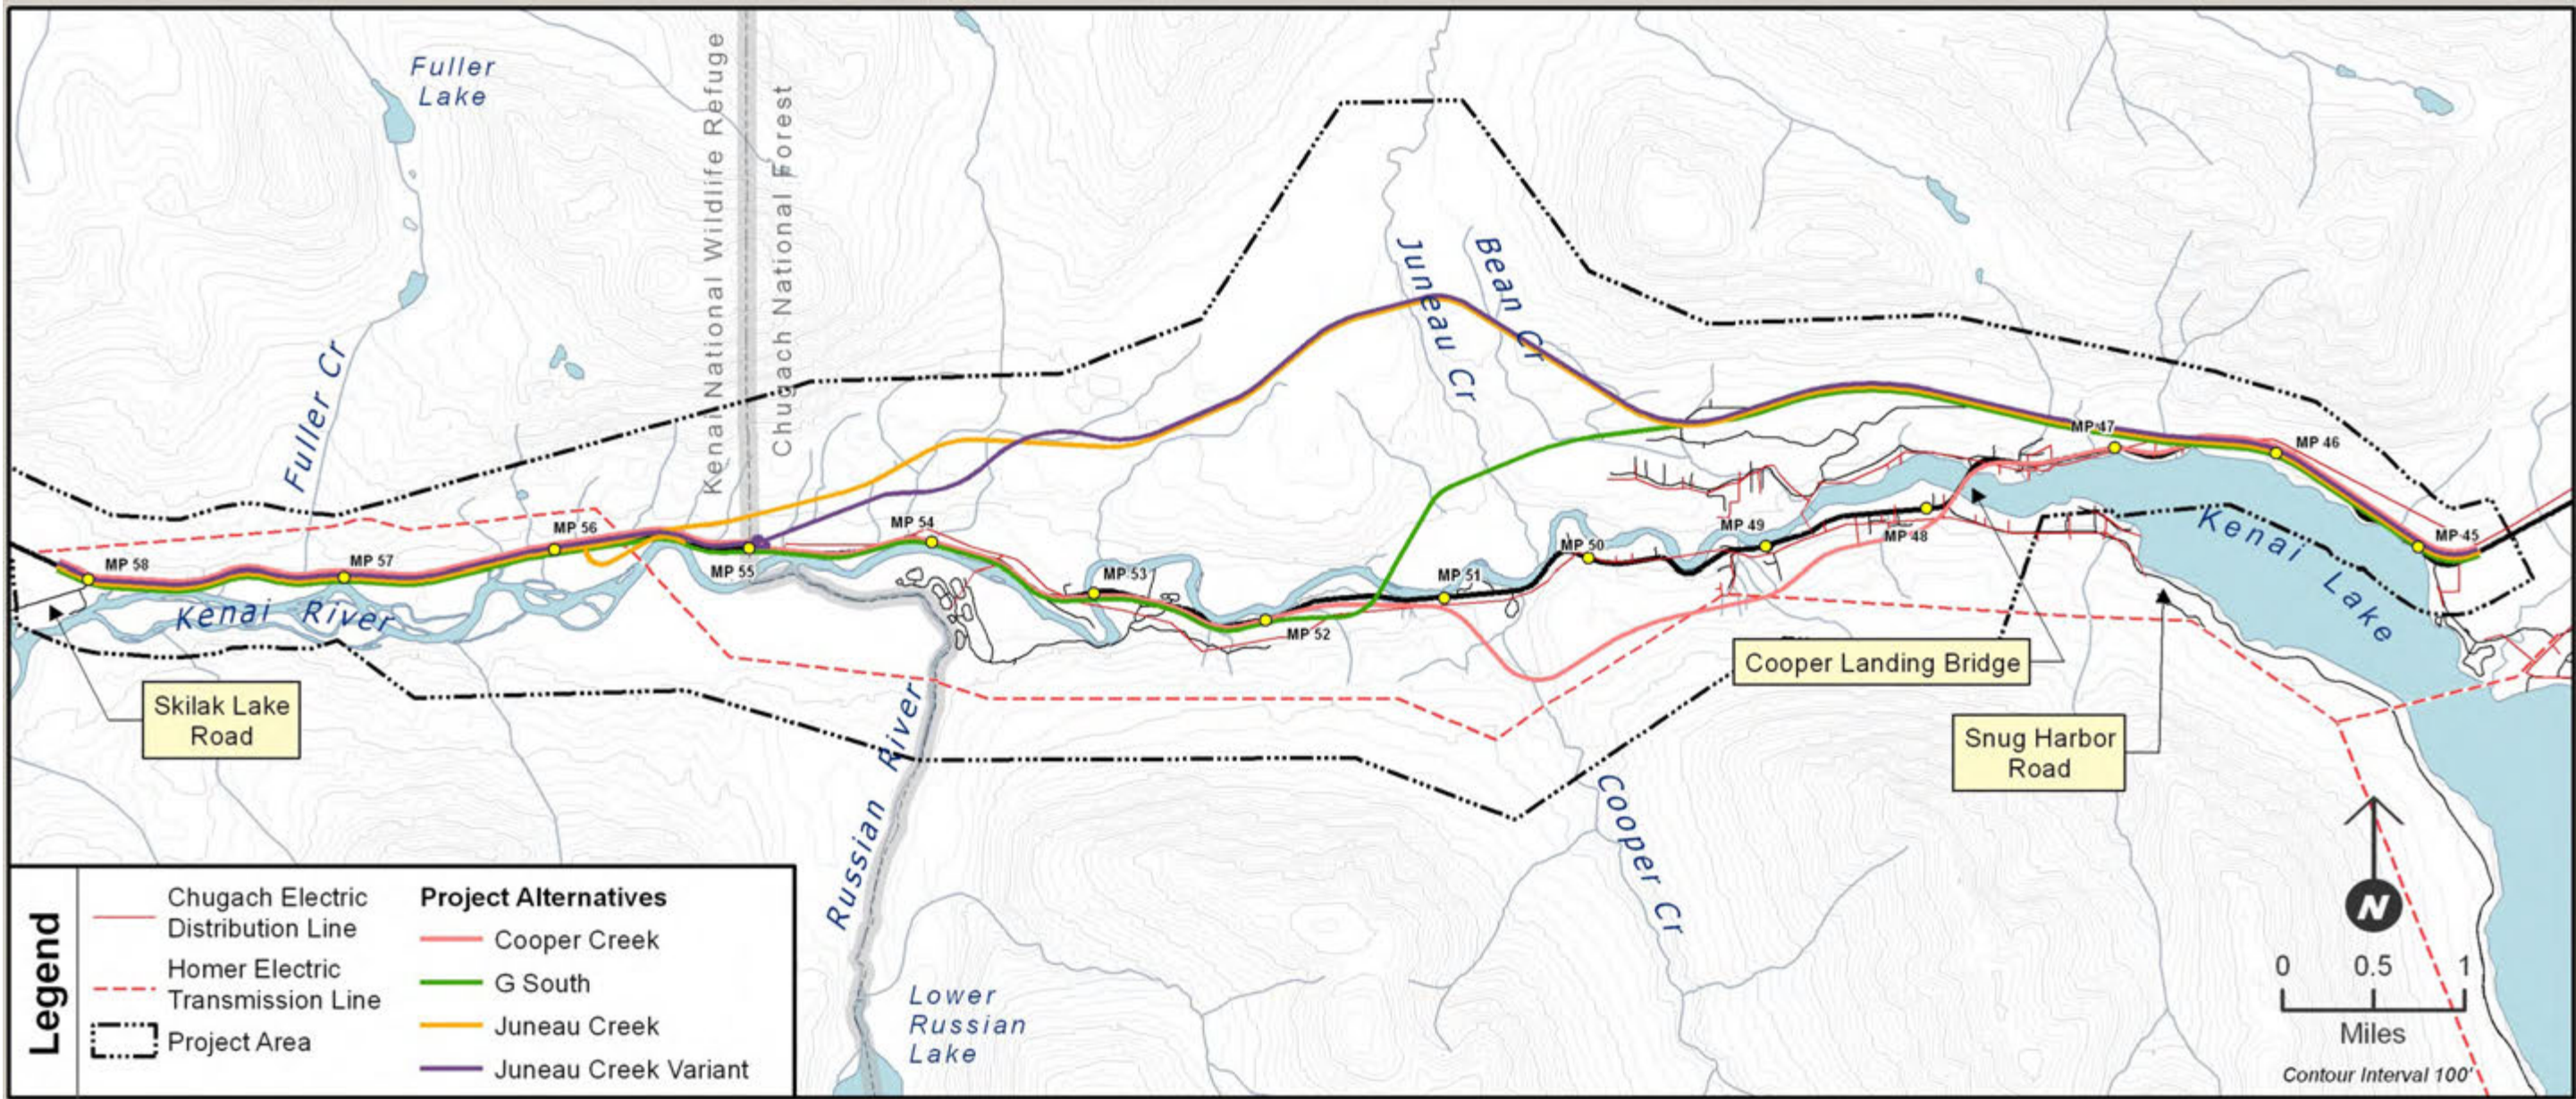 Fuller
Lake
Kenai National Wildlife Refuge
Chugach National Forest
Fuller Cr
Juneau Cr
Bean Cr
MP 58
MP 57
MP 56
MP 55
MP 54
MP 53
MP 52
MP 51
MP 50
MP 49
MP 48
MP 47
MP 46
MP 45
Kenai River
Kenai Lake
Skilak Lake
Road
Cooper Landing Bridge
Snug Harbor
Road
Russian River
Cooper Cr
Lower
Russian
Lake
Legend
Chugach Electric
Distribution Line
Homer Electric
Transmission Line
Project Area
Project Alternatives
Cooper Creek
G South
Juneau Creek
Juneau Creek Variant
N
0 0.5 1
Miles
Contour Interval 100'